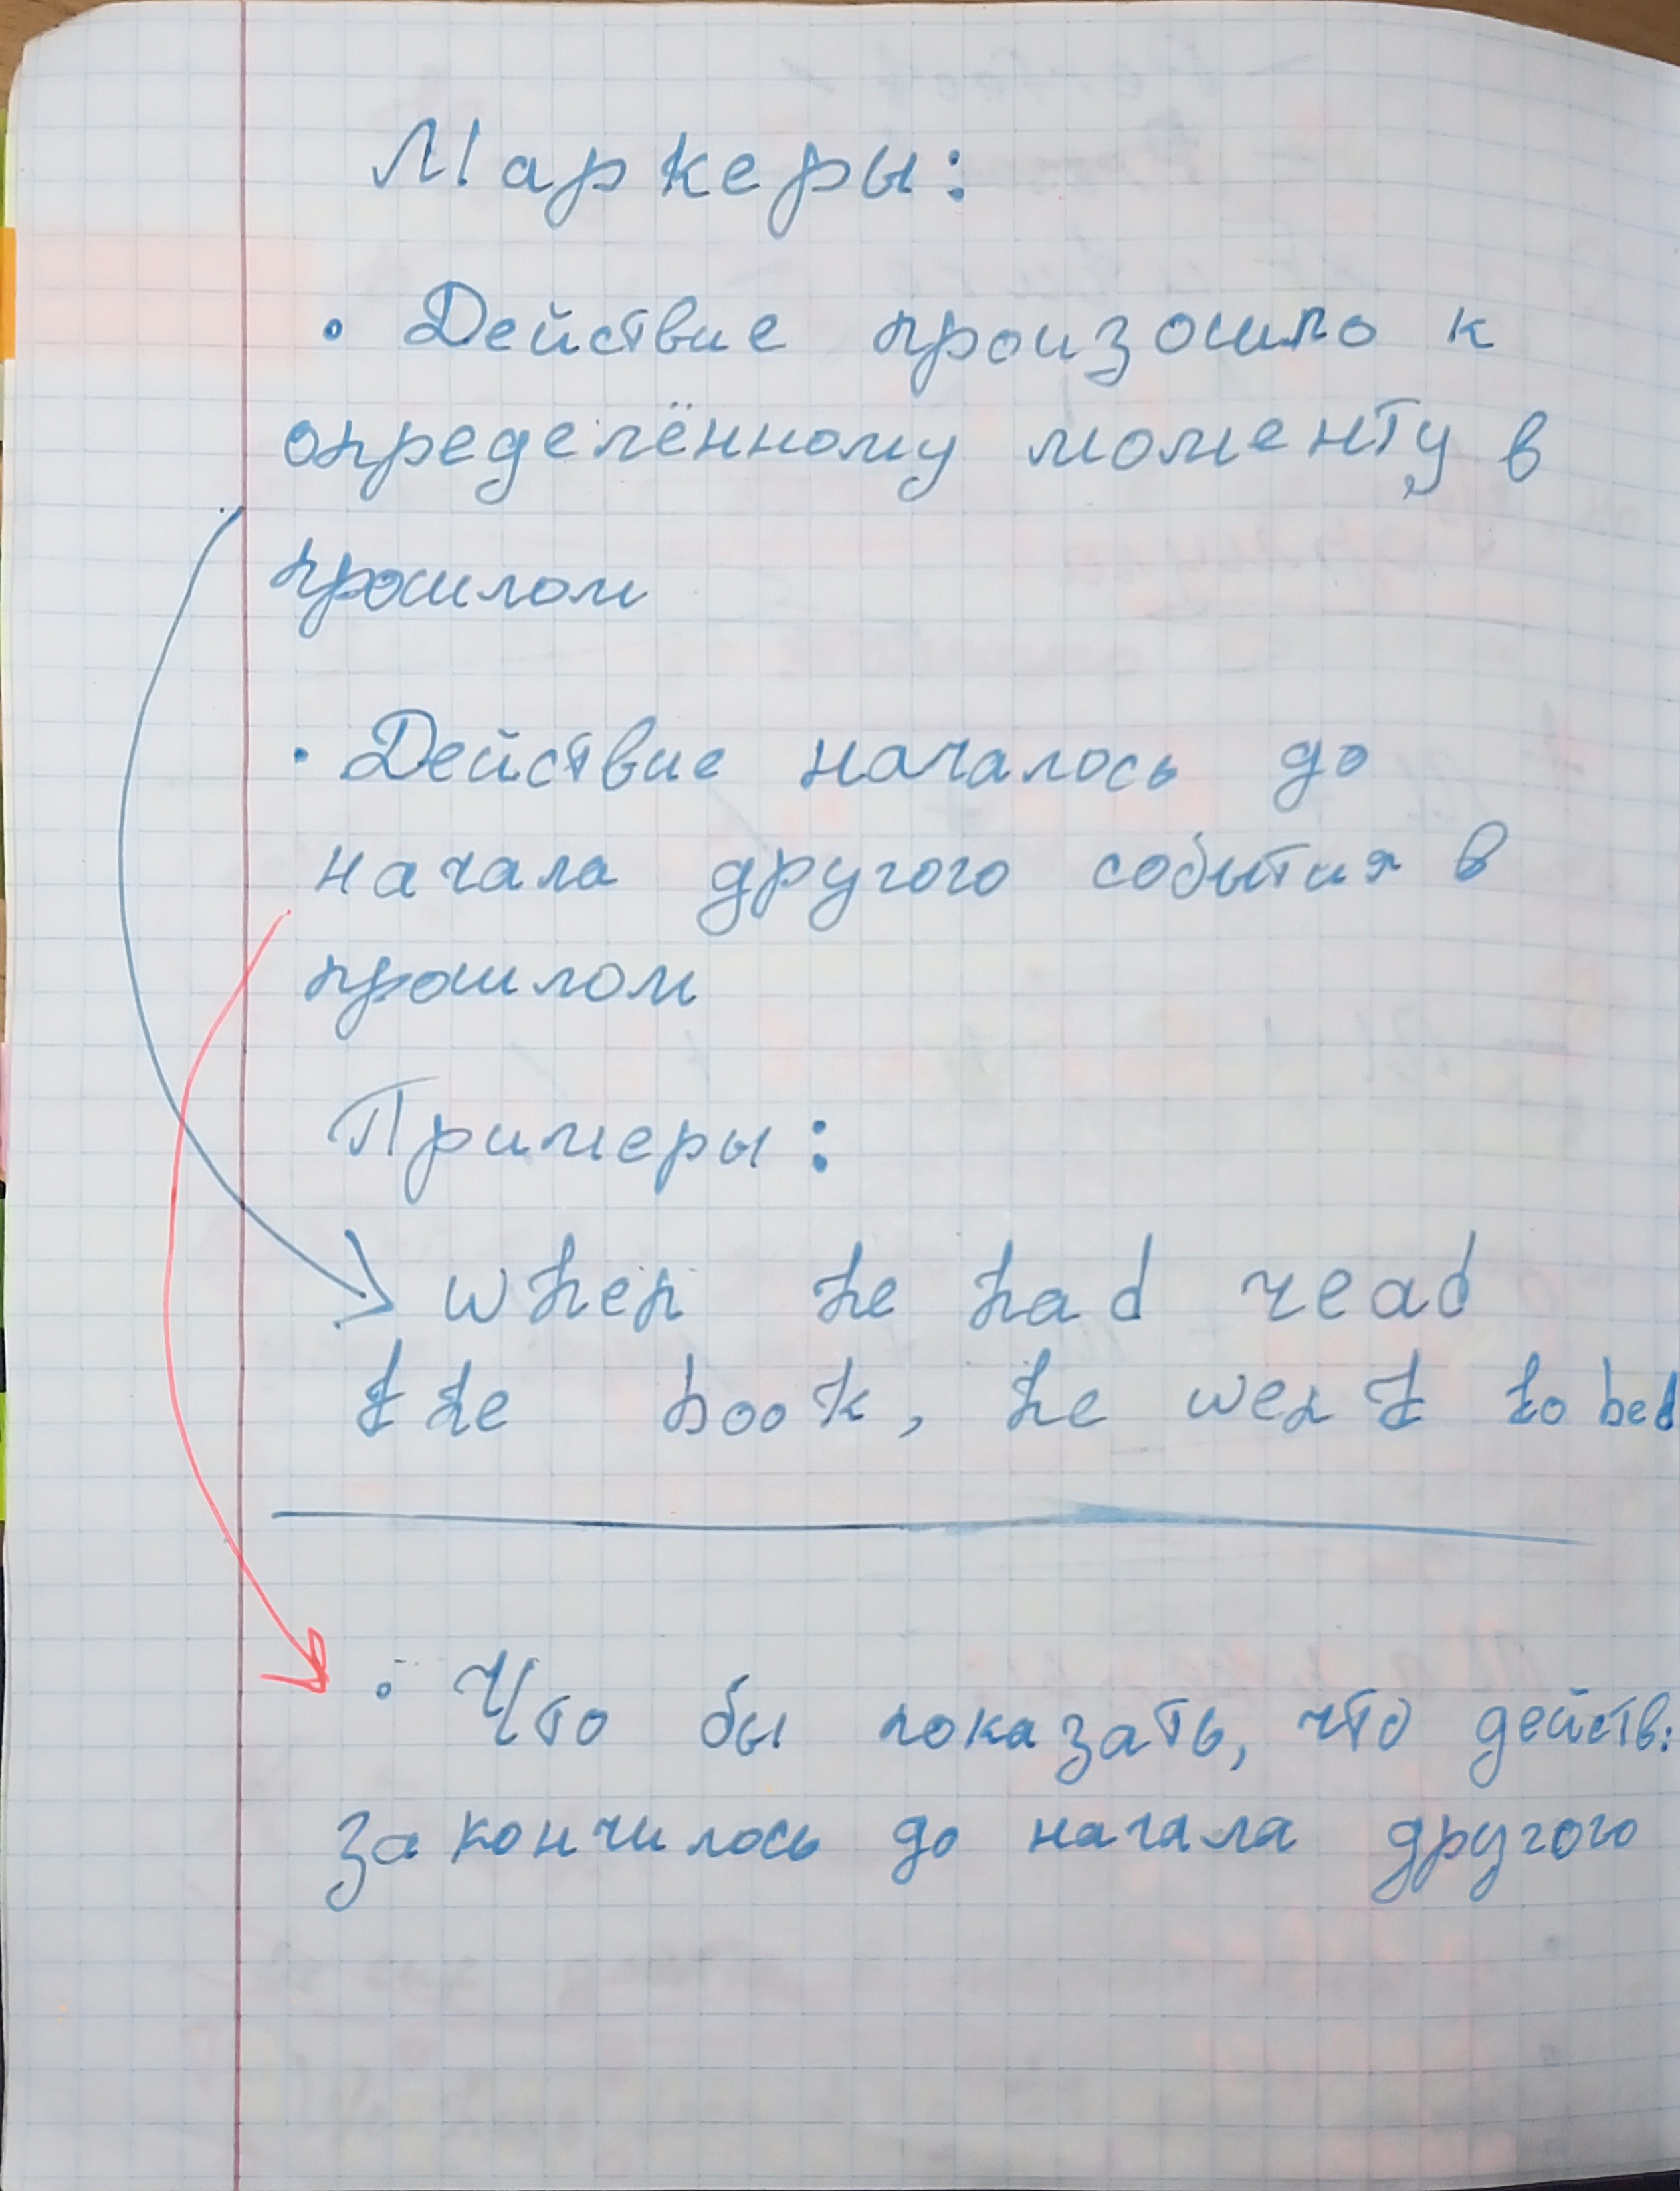 Маркеры:
• Действие произошло к
определённому моменту в
прошлом
• Действие началось до
начала другого события в
прошлом
Примеры:
when he had read
the book, he went to bed
• Что бы показать, что действ.
закончилось до начала другого